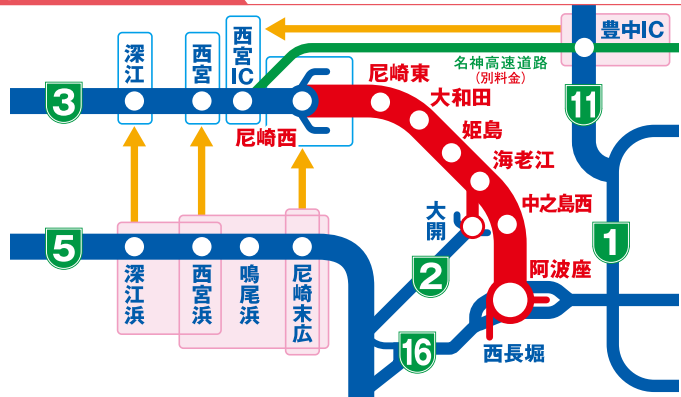 豊中IC
西宮IC
深江
西宮
名神高速道路
(別料金)
尼崎東
11
3
大和田
尼崎西
姫島
海老江
中之島西
大開
1
5
2
阿波座
深江浜
西宮浜
鳴尾浜
尼崎末広
16
西長堀